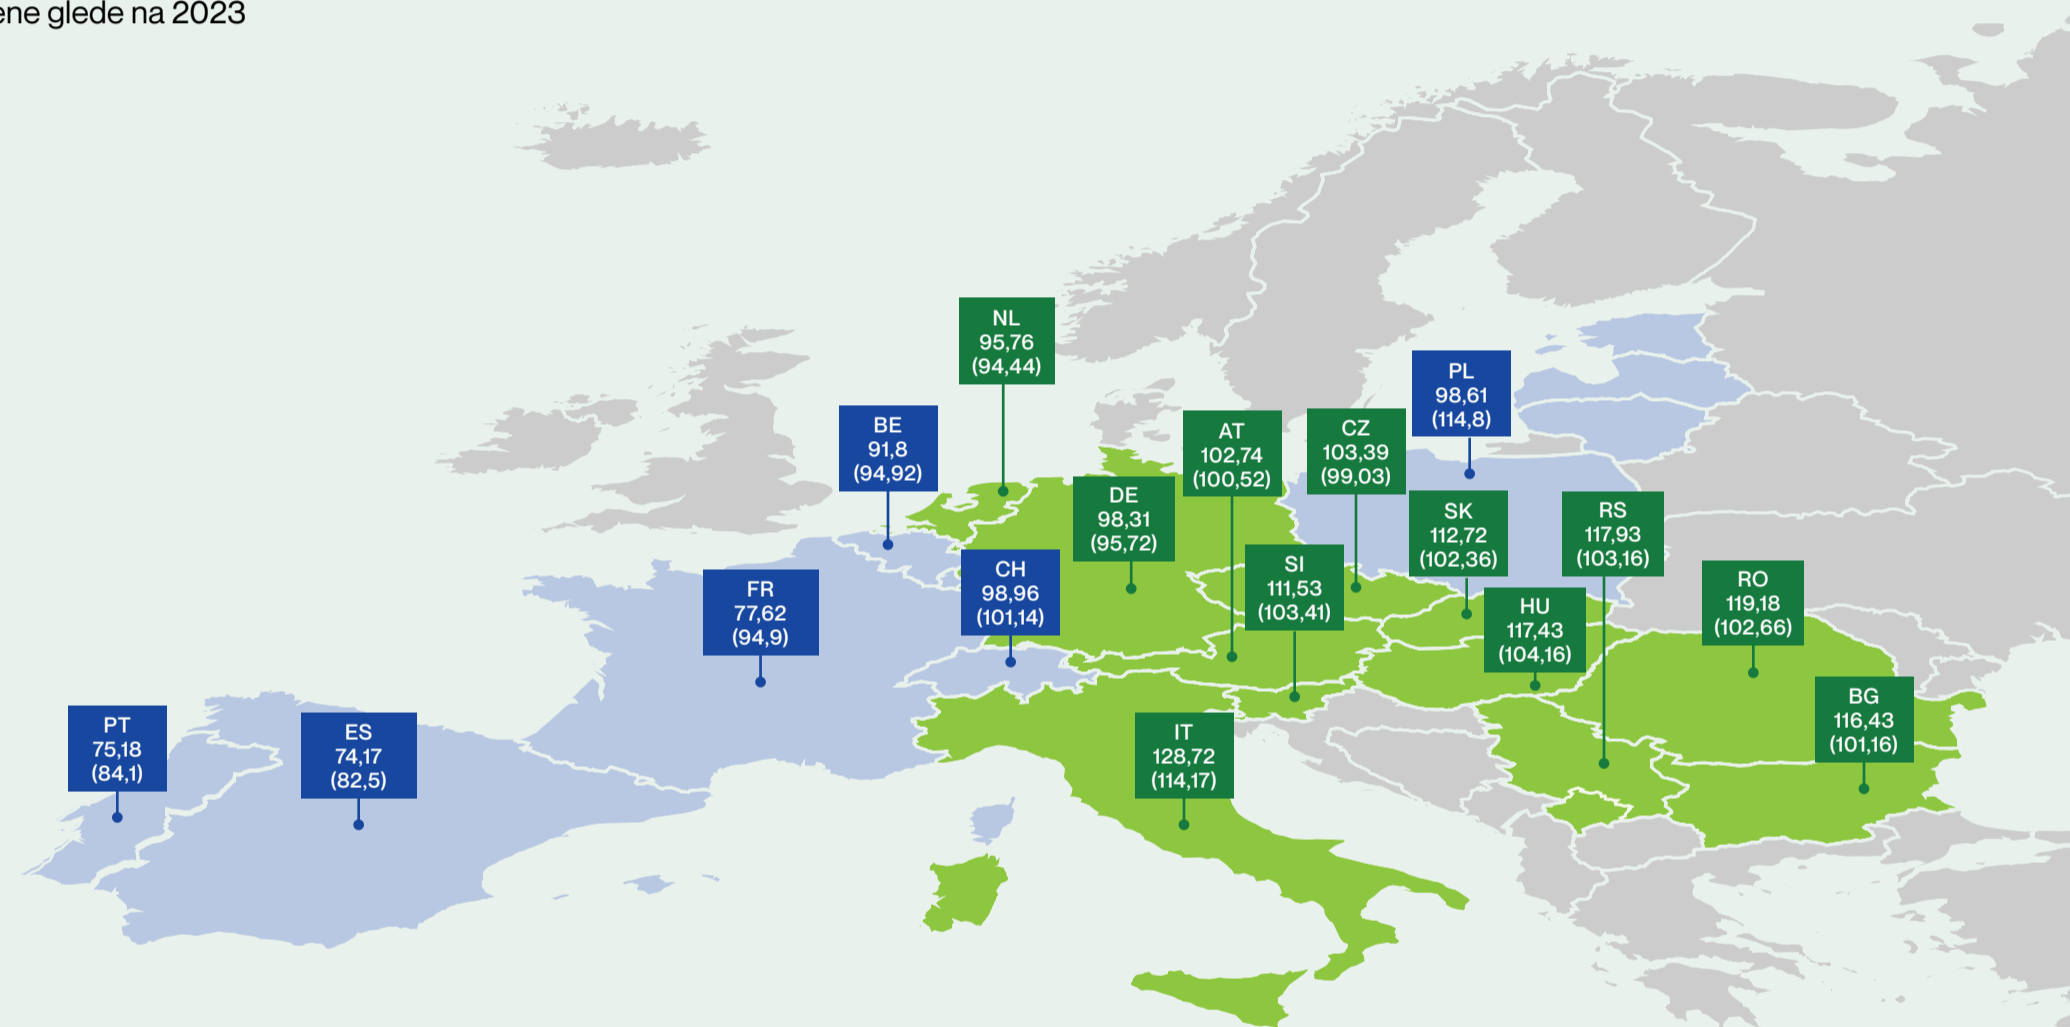 ene glede na 2023
NL
95,76
(94,44)
PL
98,61
(114,8)
BE
91,8
(94,92)
AT
102,74
(100,52)
CZ
103,39
(99,03)
DE
98,31
(95,72)
SK
112,72
(102,36)
RS
117,93
(103,16)
SI
111,53
(103,41)
CH
98,96
(101,14)
RO
119,18
(102,66)
FR
77,62
(94,9)
HU
117,43
(104,16)
BG
116,43
(101,16)
PT
75,18
(84,1)
ES
74,17
(82,5)
IT
128,72
(114,17)